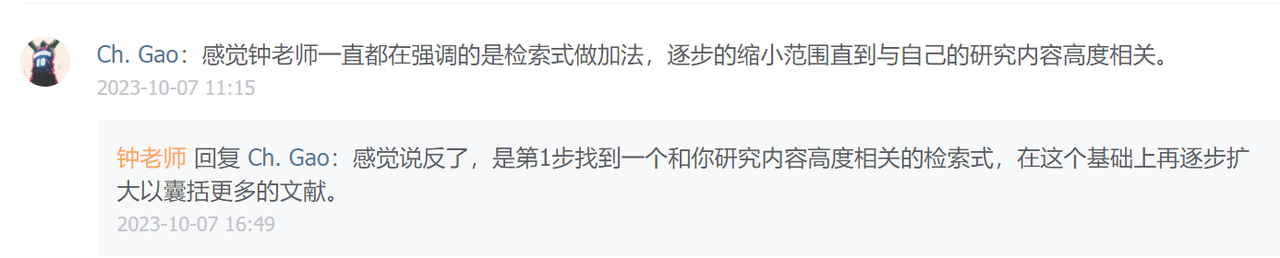 Ch. Gao：感觉钟老师一直都在强调的是检索式做加法，逐步的缩小范围直到与自己的研究内容高度相关。
2023-10-07 11:15
钟老师 回复 Ch. Gao：感觉说反了，是第1步找到一个和你研究内容高度相关的检索式，在这个基础上再逐步扩
大以囊括更多的文献。
2023-10-07 16:49